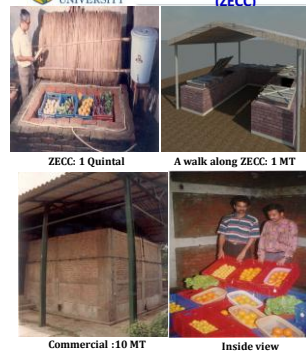 UNIVERSITY
(ZECC)
ZECC: 1 Quintal
A walk along ZECC: 1 MT
Commercial :10 MT
Inside view